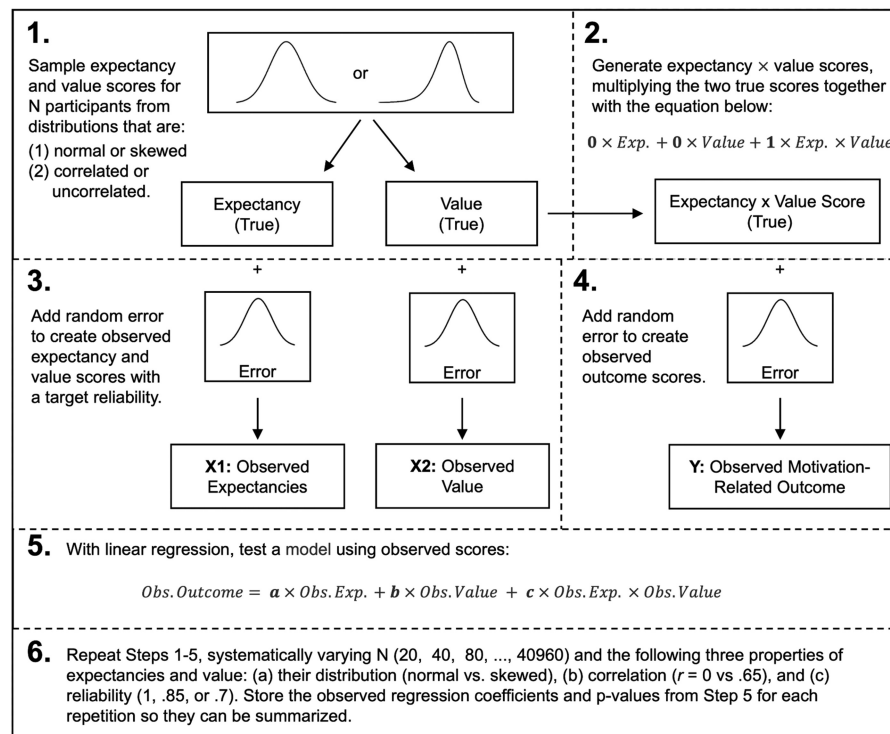 1.
Sample expectancy
and value scores for
N participants from
distributions that are:
(1) normal or skewed
(2) correlated or
uncorrelated.
or
Expectancy
(True)
Value
(True)
2.
Generate expectancy × value scores,
multiplying the two true scores together
with the equation below:
0 × Exp. + 0 × Value + 1 × Exp. × Value
Expectancy x Value Score
(True)
3.
Add random error
to create observed
expectancy and
value scores with
a target reliability.
+
Error
X1: Observed
Expectancies
+
Error
X2: Observed
Value
4.
Add random
error to create
observed
outcome scores.
+
Error
Y: Observed Motivation-
Related Outcome
5.
With linear regression, test a model using observed scores:
Obs.Outcome = a × Obs.Exp. + b × Obs.Value + c × Obs.Exp. × Obs.Value
6.
Repeat Steps 1-5, systematically varying N (20, 40, 80, ..., 40960) and the following three properties of
expectancies and value: (a) their distribution (normal vs. skewed), (b) correlation (r = 0 vs .65), and (c)
reliability (1, .85, or .7). Store the observed regression coefficients and p-values from Step 5 for each
repetition so they can be summarized.